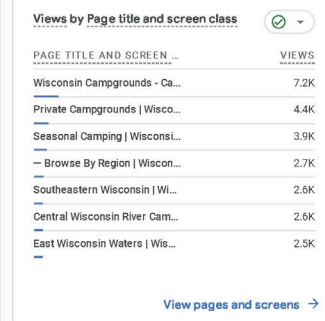 Views by Page title and screen class
PAGE TITLE AND SCREEN ... VIEWS
Wisconsin Campgrounds - Ca... 7.2K
Private Campgrounds | Wisco... 4.4K
Seasonal Camping | Wisconsi... 3.9K
— Browse By Region | Wiscon... 2.7K
Southeastern Wisconsin | Wi... 2.6K
Central Wisconsin River Cam... 2.6K
East Wisconsin Waters | Wis... 2.5K
View pages and screens →